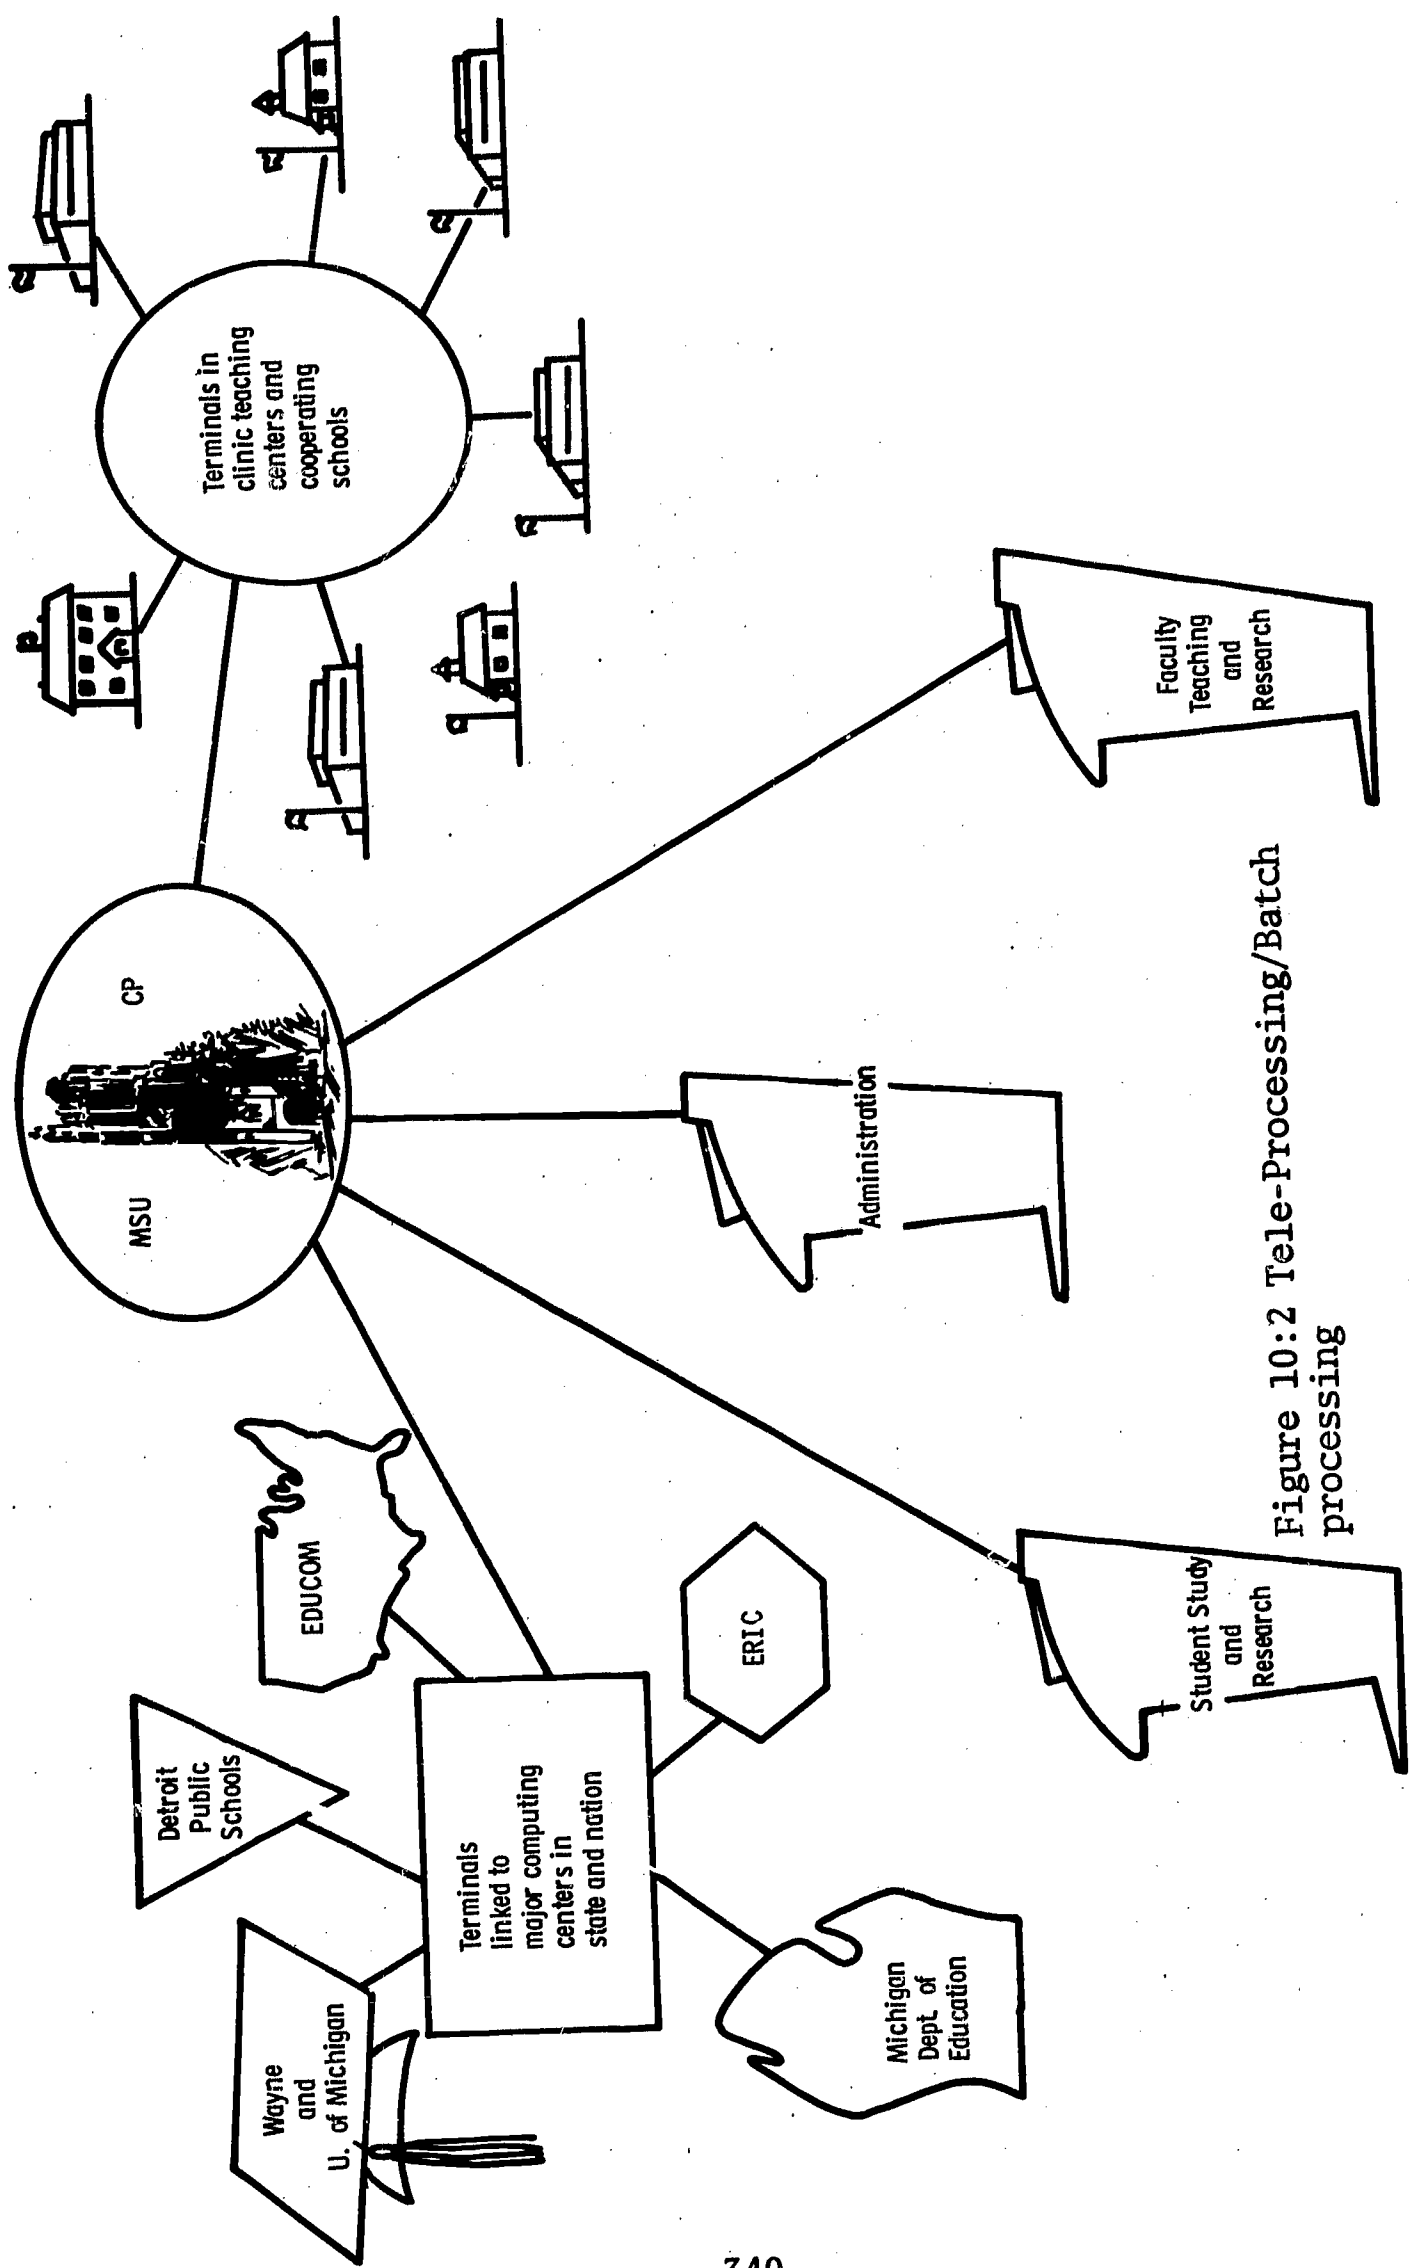 Wayne
and
U. of Michigan
Detroit
Public
Schools
EDUCOM
MSU
CP
Terminals in
clinic teaching
centers and
cooperating
schools
Terminals
linked to
major computing
centers in
state and nation
ERIC
Michigan
Dept. of
Education
Administration
Student Study
and
Research
Faculty
Teaching
and
Research
Figure 10:2 Tele-Processing/Batch
processing